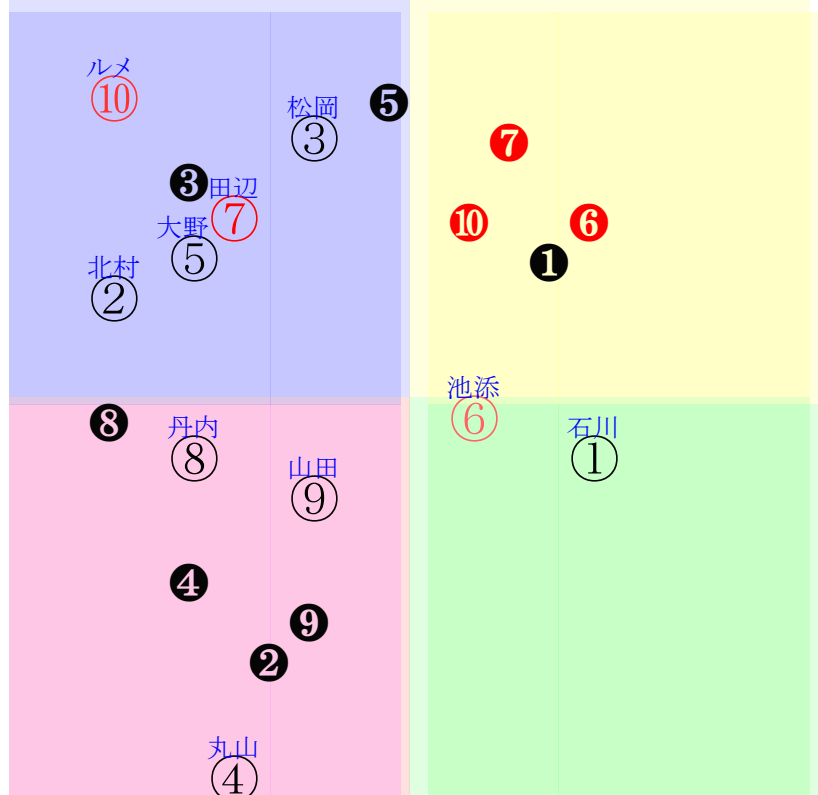 ルメ
⑩
❺
松岡
③
❼
❸
田辺
⑦
❿
❻
大野
⑤
❶
北村
②
池添
⑥
❽
丹内
⑧
石川
①
山田
⑨
❹
❾
❷
丸山
④